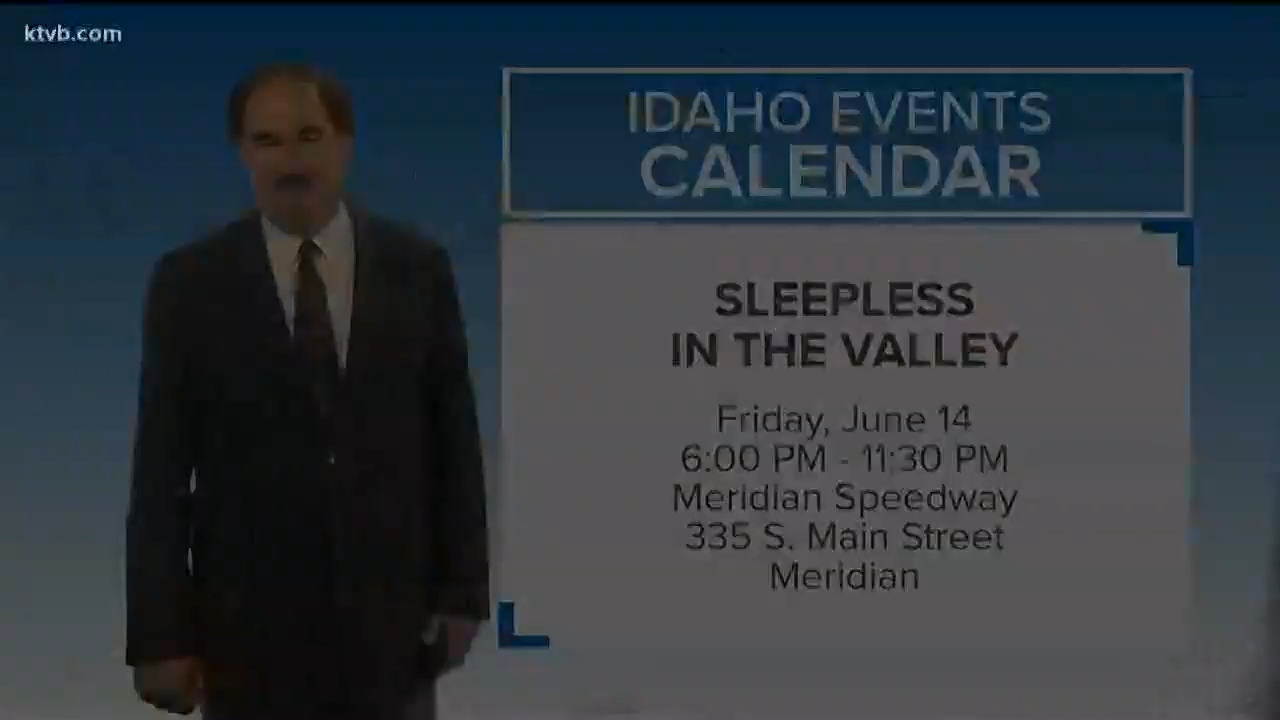 ktvb.com
IDAHO EVENTS
CALENDAR
SLEEPLESS
IN THE VALLEY
Friday, June 14
6:00 PM - 11:30 PM
Meridian Speedway
335 S. Main Street
Meridian